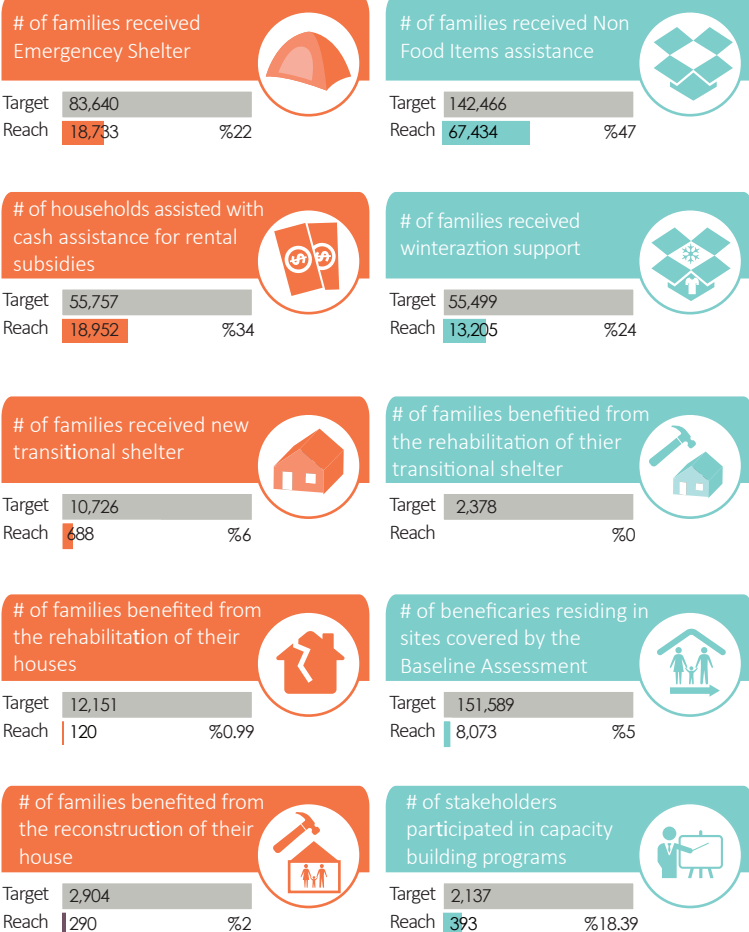 # of families received
Emergencey Shelter
Target 83,640
Reach 18,733 %22
# of families received Non
Food Items assistance
Target 142,466
Reach 67,434 %47
# of households assisted with
cash assistance for rental
subsidies
Target 55,757
Reach 18,952 %34
# of families received
winteraztion support
Target 55,499
Reach 13,205 %24
# of families received new
transitional shelter
Target 10,726
Reach 688 %6
# of families benefitied from
the rehabilitation of thier
transitional shelter
Target 2,378
Reach %0
# of families benefited from
the rehabilitation of their
houses
Target 12,151
Reach 120 %0.99
# of beneficaries residing in
sites covered by the
Baseline Assessment
Target 151,589
Reach 8,073 %5
# of families benefited from
the reconstruction of their
house
Target 2,904
Reach 290 %2
# of stakeholders
participated in capacity
building programs
Target 2,137
Reach 393 %18.39